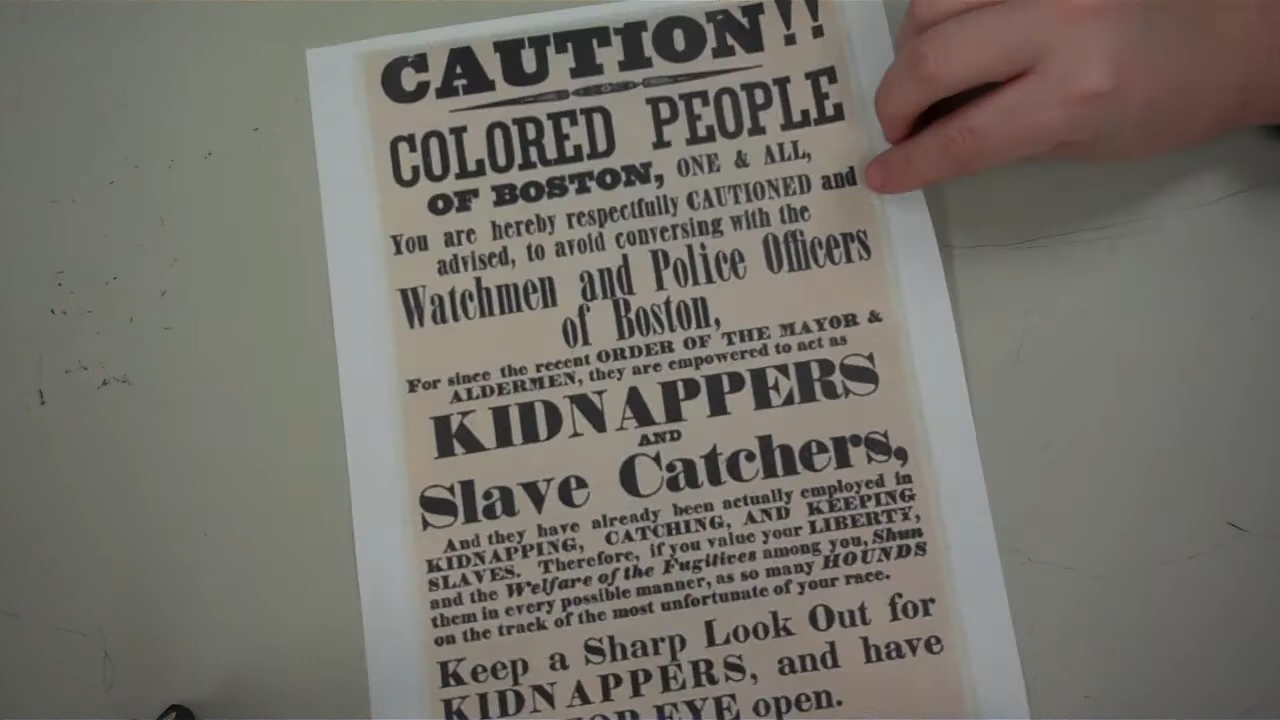 CAUTION!!
COLORED PEOPLE
OF BOSTON, ONE & ALL,
You are hereby respectfully CAUTIONED and
advised, to avoid conversing with the
Watchmen and Police Officers
of Boston,
For since the recent ORDER OF THE MAYOR &
ALDERMEN, they are empowered to act as
KIDNAPPERS
AND
Slave Catchers,
And they have already been actually employed in
KIDNAPPING, CATCHING, AND KEEPING
SLAVES. Therefore, if you value your LIBERTY,
and the Welfare of the Fugitives among you, Shun
them in every possible manner, as so many HOUNDS
on the track of the most unfortunate of your race.
Keep a Sharp Look Out for
KIDNAPPERS, and have
TOP EYE open.